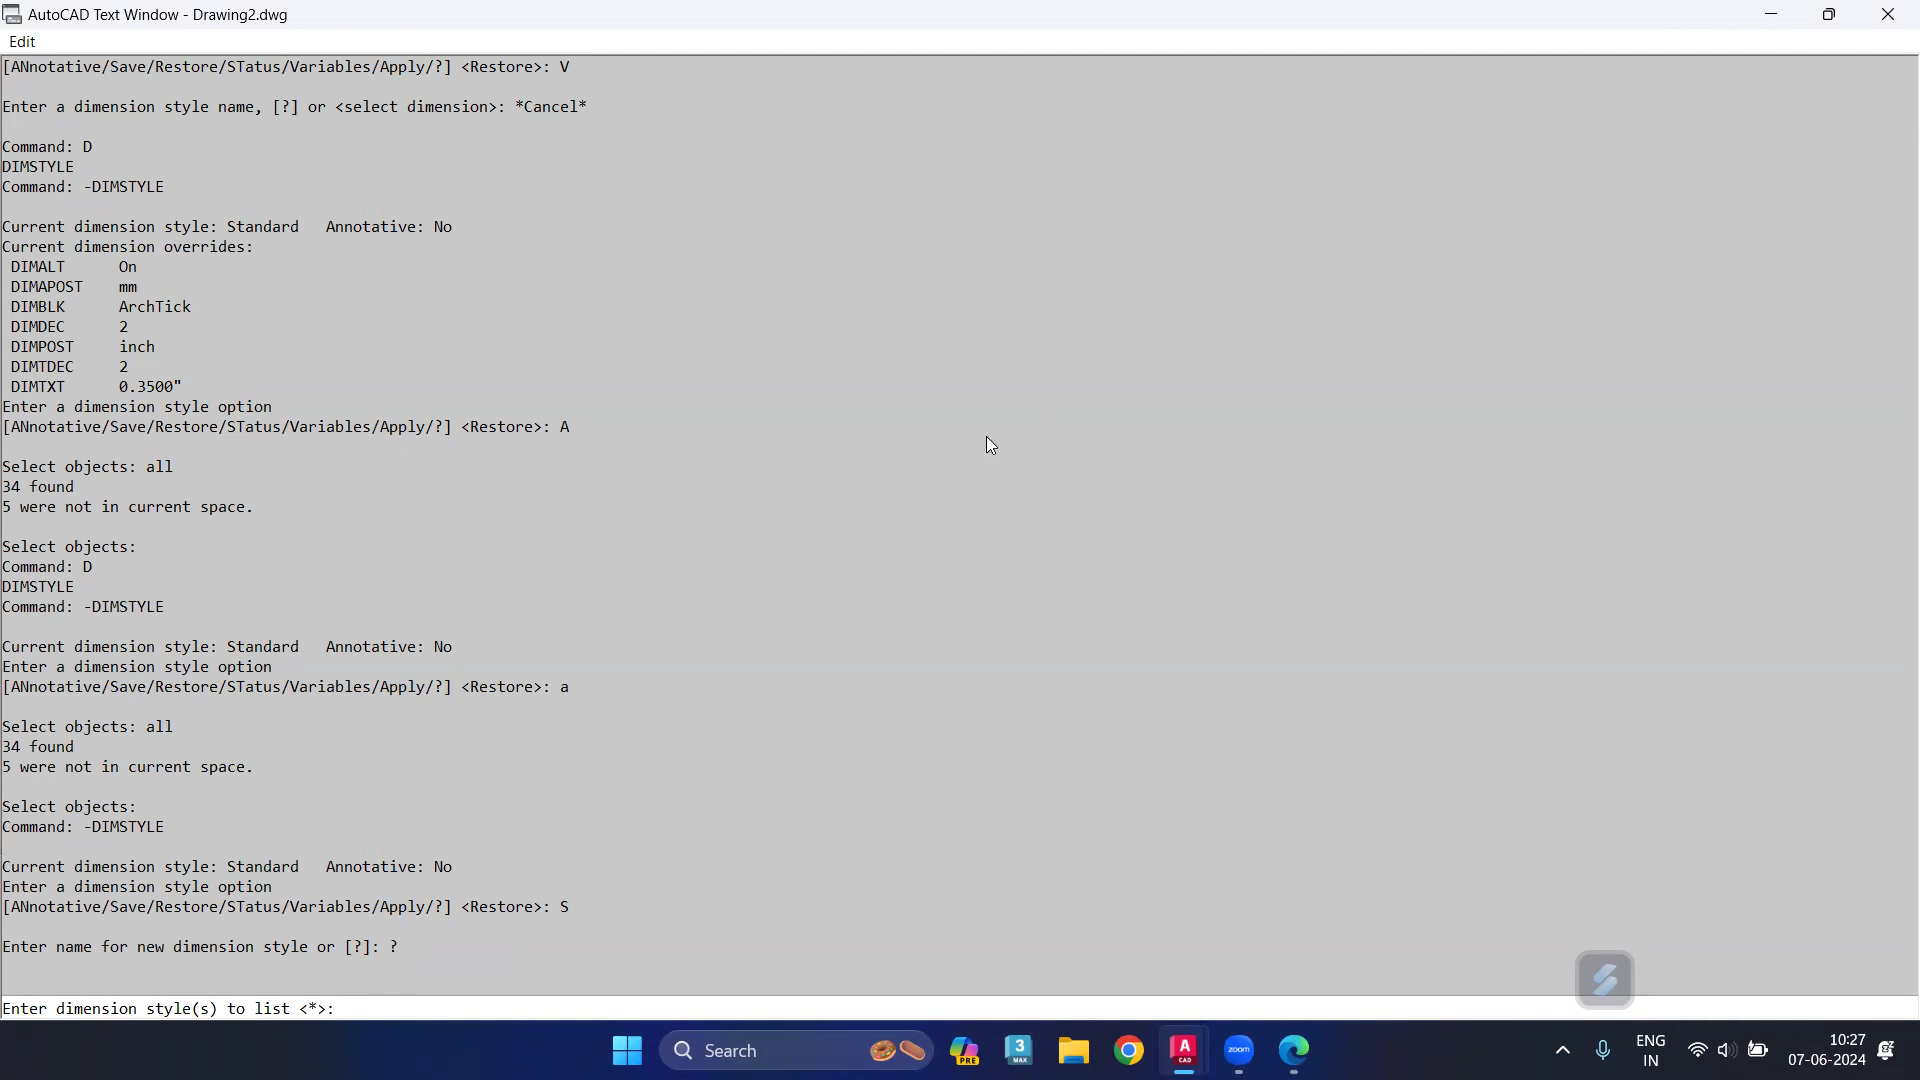 AutoCAD Text Window - Drawing2.dwg
Edit
[ANnotative/Save/Restore/STatus/Variables/Apply/?] <Restore>: V
Enter a dimension style name, [?] or <select dimension>: *Cancel*
Command: D
DIMSTYLE
Command: -DIMSTYLE
Current dimension style: Standard   Annotative: No
Current dimension overrides:
DIMALT      On
DIMAPOST    mm
DIMBLK      ArchTick
DIMDEC      2
DIMPOST     inch
DIMTDEC     2
DIMTXT      0.3500"
Enter a dimension style option
[ANnotative/Save/Restore/STatus/Variables/Apply/?] <Restore>: A
Select objects: all
34 found
5 were not in current space.
Select objects:
Command: D
DIMSTYLE
Command: -DIMSTYLE
Current dimension style: Standard   Annotative: No
Enter a dimension style option
[ANnotative/Save/Restore/STatus/Variables/Apply/?] <Restore>: a
Select objects: all
34 found
5 were not in current space.
Select objects:
Command: -DIMSTYLE
Current dimension style: Standard   Annotative: No
Enter a dimension style option
[ANnotative/Save/Restore/STatus/Variables/Apply/?] <Restore>: S
Enter name for new dimension style or [?]: ?
Enter dimension style(s) to list <*>:
Search
PRE
3
MAX
A
CAD
zoom
ENG
IN
10:27
07-06-2024